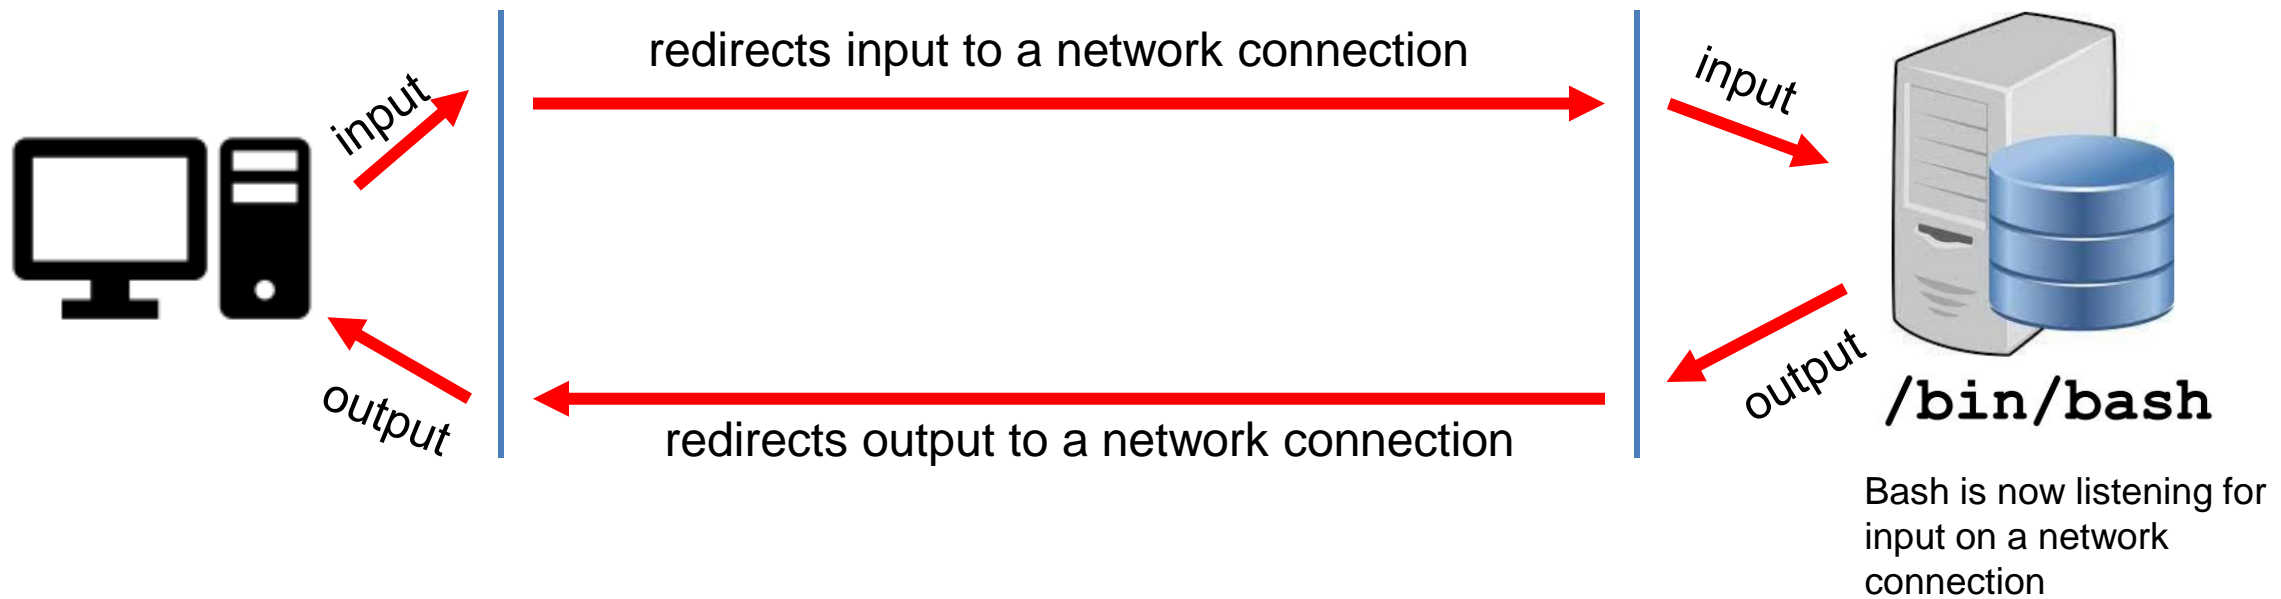 redirects input to a network connection
input
input
output
output
redirects output to a network connection
/bin/bash
Bash is now listening for
input on a network
connection